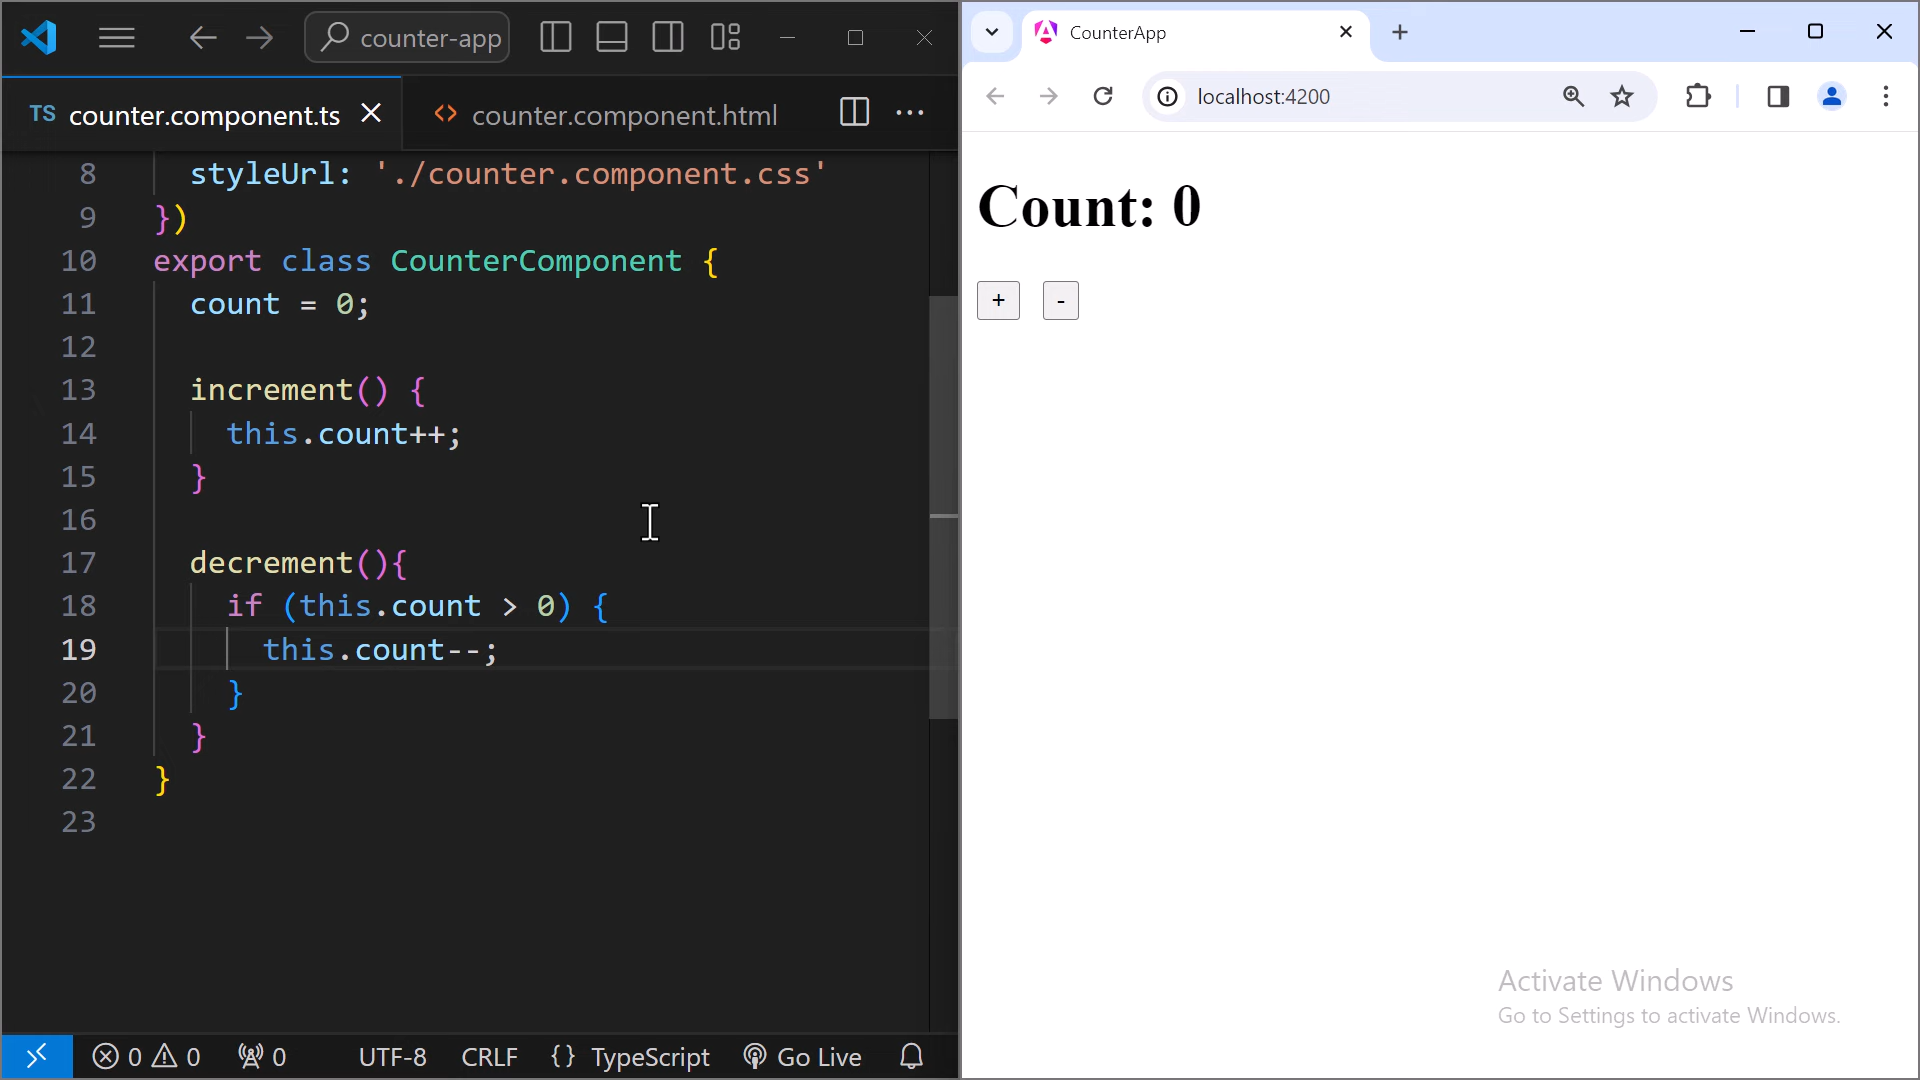 counter-app
TS counter.component.ts
<> counter.component.html
8 styleUrl: './counter.component.css'
9 })
10 export class CounterComponent {
11 count = 0;
12
13 increment() {
14 this.count++;
15 }
16
17 decrement(){
18 if (this.count > 0) {
19 this.count--;
20 }
21 }
22 }
23
0 0 0 UTF-8 CRLF {} TypeScript Go Live
CounterApp
localhost:4200
Count: 0
+ -
Activate Windows
Go to Settings to activate Windows.